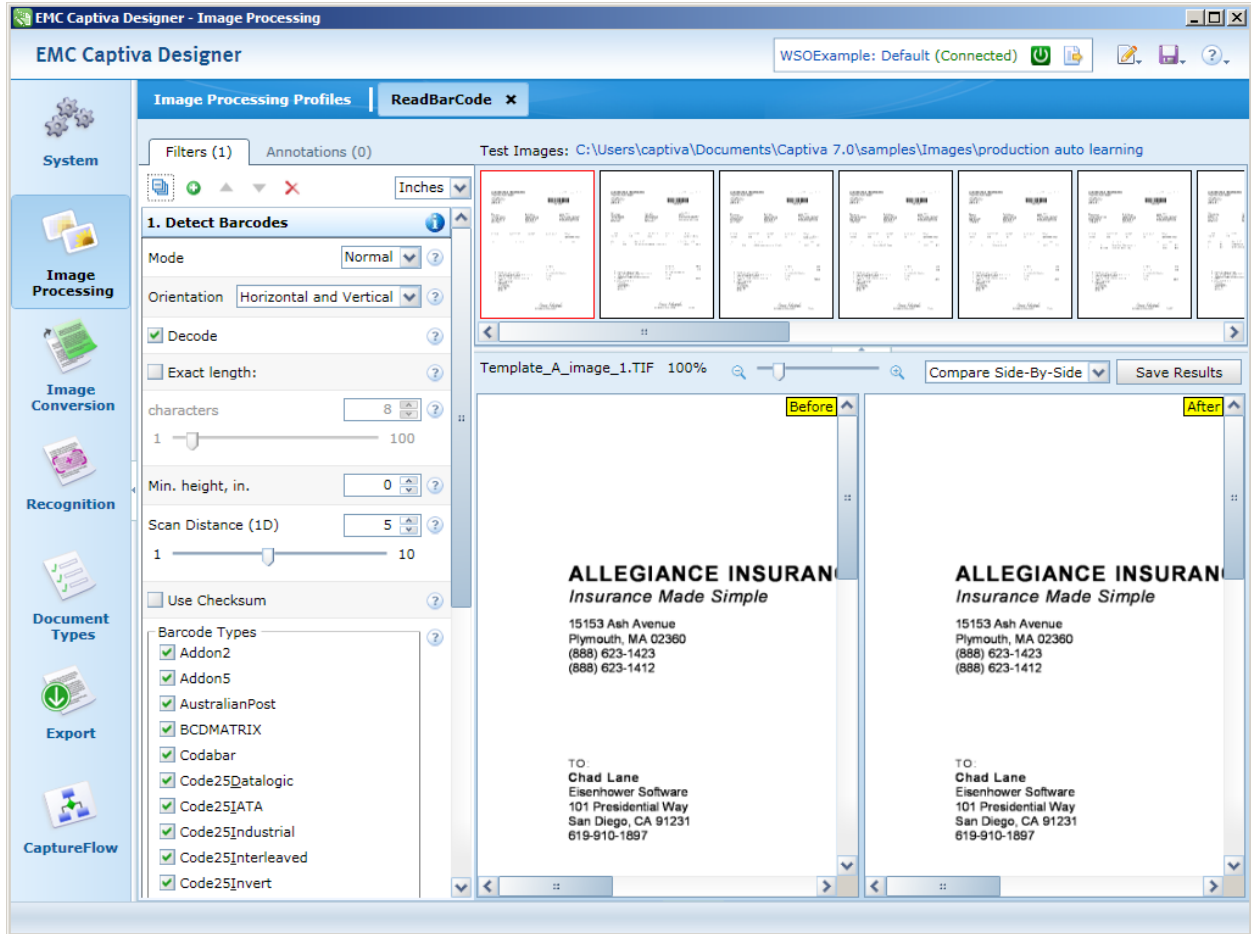 EMC Captiva Designer - Image Processing
EMC Captiva Designer
WSOExample: Default (Connected)
System
Image
Processing
Image
Conversion
Recognition
Document
Types
Export
CaptureFlow
Image Processing Profiles
ReadBarCode
Filters (1)
Annotations (0)
Inches
1. Detect Barcodes
Mode
Normal
Orientation
Horizontal and Vertical
Decode
Exact length:
characters
8
1
100
Min. height, in.
0
Scan Distance (1D)
5
1
10
Use Checksum
Barcode Types
Addon2
Addon5
AustralianPost
BCDMATRIX
Codabar
Code25Datalogic
Code25IATA
Code25Industrial
Code25Interleaved
Code25Invert
Test Images: C:\Users\captiva\Documents\Captiva 7.0\samples\Images\production auto learning
Template_A_image_1.TIF 100%
Compare Side-By-Side
Save Results
Before
ALLEGIANCE INSURAN
Insurance Made Simple
15153 Ash Avenue
Plymouth, MA 02360
(888) 623-1423
(888) 623-1412
TO:
Chad Lane
Eisenhower Software
101 Presidential Way
San Diego, CA 91231
619-910-1897
After
ALLEGIANCE INSURAN
Insurance Made Simple
15153 Ash Avenue
Plymouth, MA 02360
(888) 623-1423
(888) 623-1412
TO:
Chad Lane
Eisenhower Software
101 Presidential Way
San Diego, CA 91231
619-910-1897